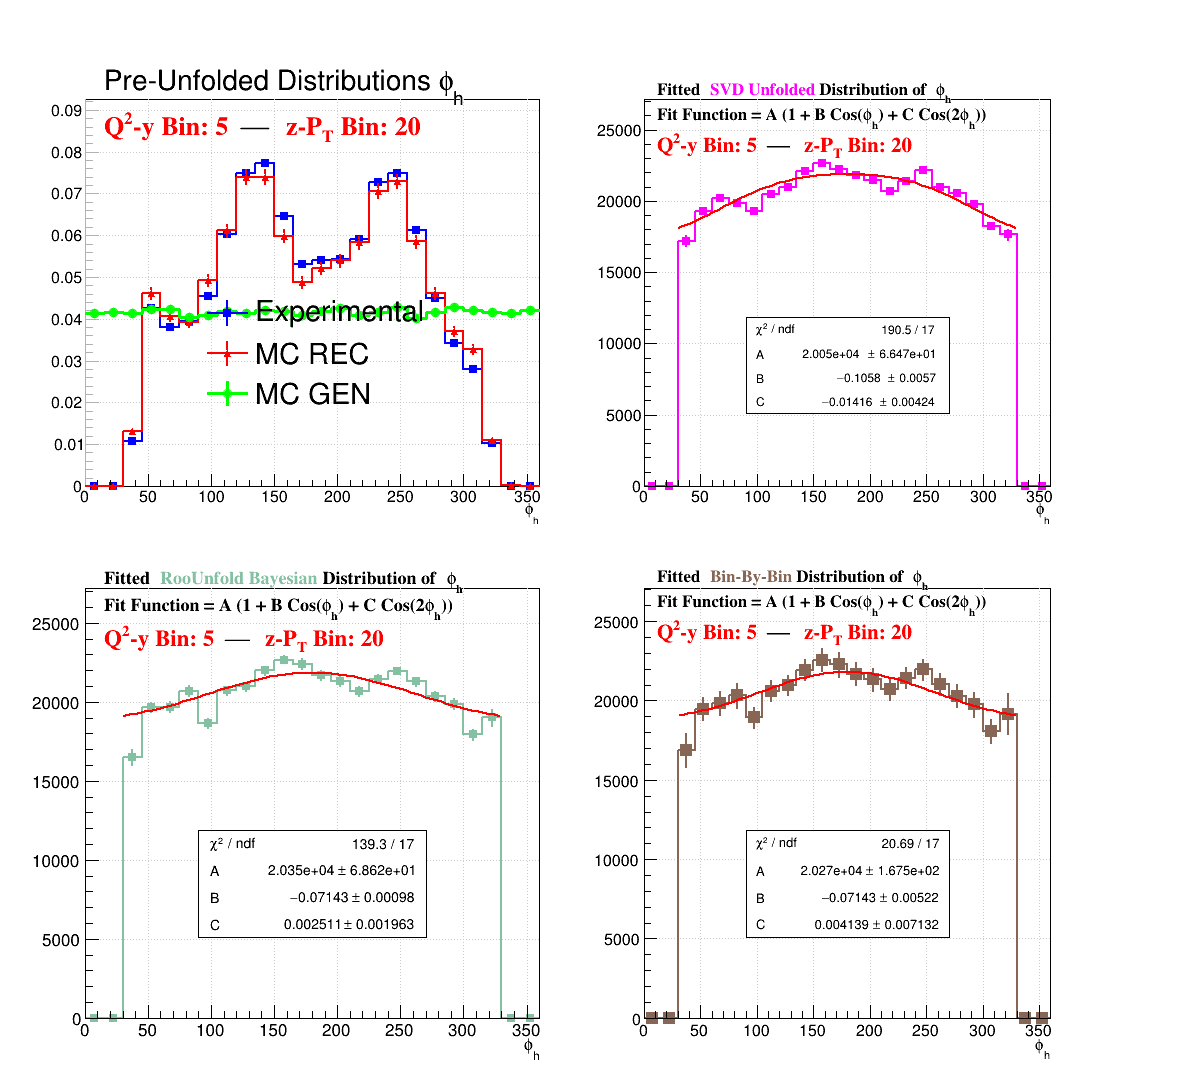 Pre-Unfolded Distributions ϕh
Q²-y Bin: 5 — z-PT Bin: 20
0.09
0.08
0.07
0.06
0.05
0.04
0.03
0.02
0.01
0
Experimental
MC REC
MC GEN
0 50 100 150 200 250 300 350
ϕh
Fitted SVD Unfolded Distribution of ϕh
Fit Function = A (1 + B Cos(ϕh) + C Cos(2ϕh))
Q²-y Bin: 5 — z-PT Bin: 20
25000
20000
15000
10000
5000
0
χ² / ndf 190.5 / 17
A 2.005e+04 ± 6.647e+01
B −0.1058 ± 0.0057
C −0.01416 ± 0.00424
0 50 100 150 200 250 300 350
ϕh
Fitted RooUnfold Bayesian Distribution of ϕh
Fit Function = A (1 + B Cos(ϕh) + C Cos(2ϕh))
Q²-y Bin: 5 — z-PT Bin: 20
25000
20000
15000
10000
5000
0
χ² / ndf 139.3 / 17
A 2.035e+04 ± 6.862e+01
B −0.07143 ± 0.00098
C 0.002511 ± 0.001963
0 50 100 150 200 250 300 350
ϕh
Fitted Bin-By-Bin Distribution of ϕh
Fit Function = A (1 + B Cos(ϕh) + C Cos(2ϕh))
Q²-y Bin: 5 — z-PT Bin: 20
25000
20000
15000
10000
5000
0
χ² / ndf 20.69 / 17
A 2.027e+04 ± 1.675e+02
B −0.07143 ± 0.00522
C 0.004139 ± 0.007132
0 50 100 150 200 250 300 350
ϕh